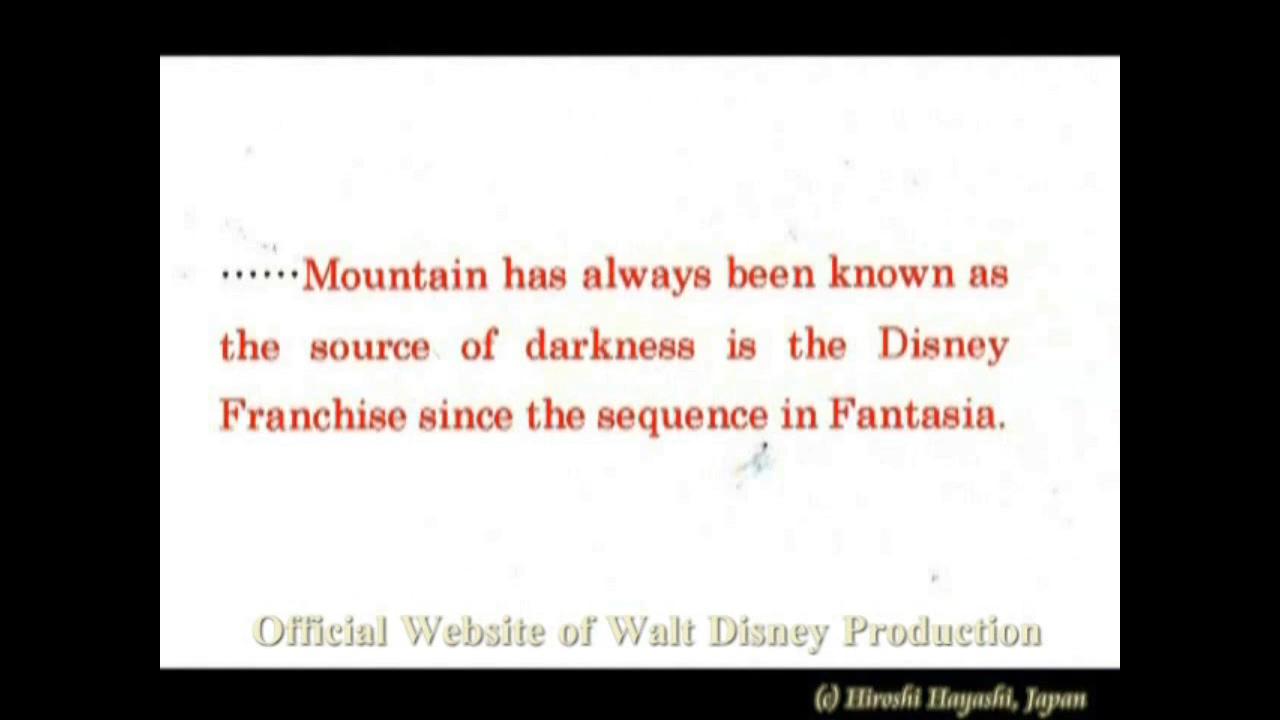 ······Mountain has always been known as
the source of darkness is the Disney
Franchise since the sequence in Fantasia.
Official Website of Walt Disney Production
(c) Hiroshi Hayashi, Japan